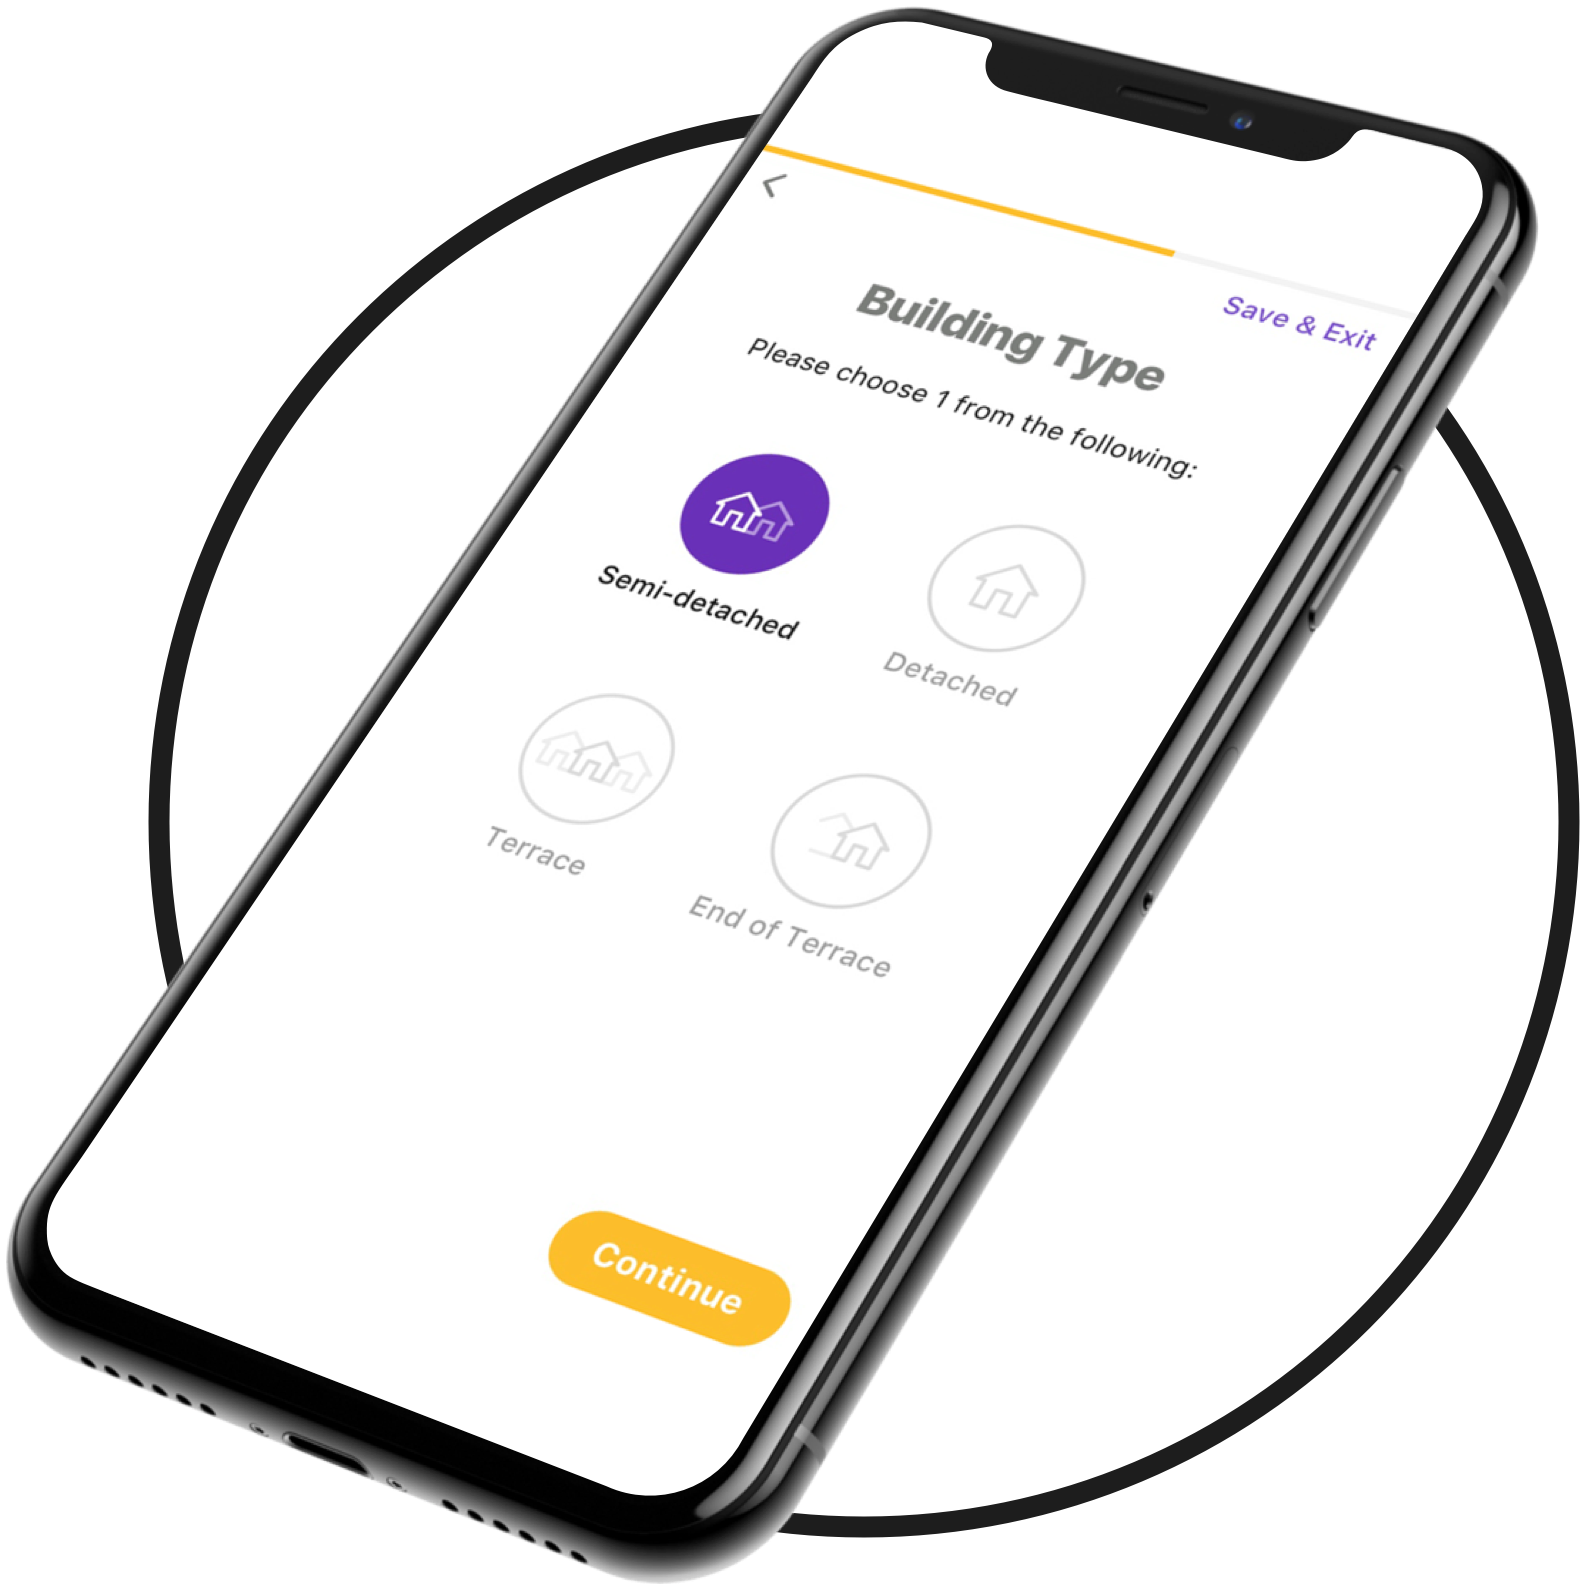 Save & Exit
Building Type
Please choose 1 from the following:
Semi-detached
Detached
Terrace
End of Terrace
Continue